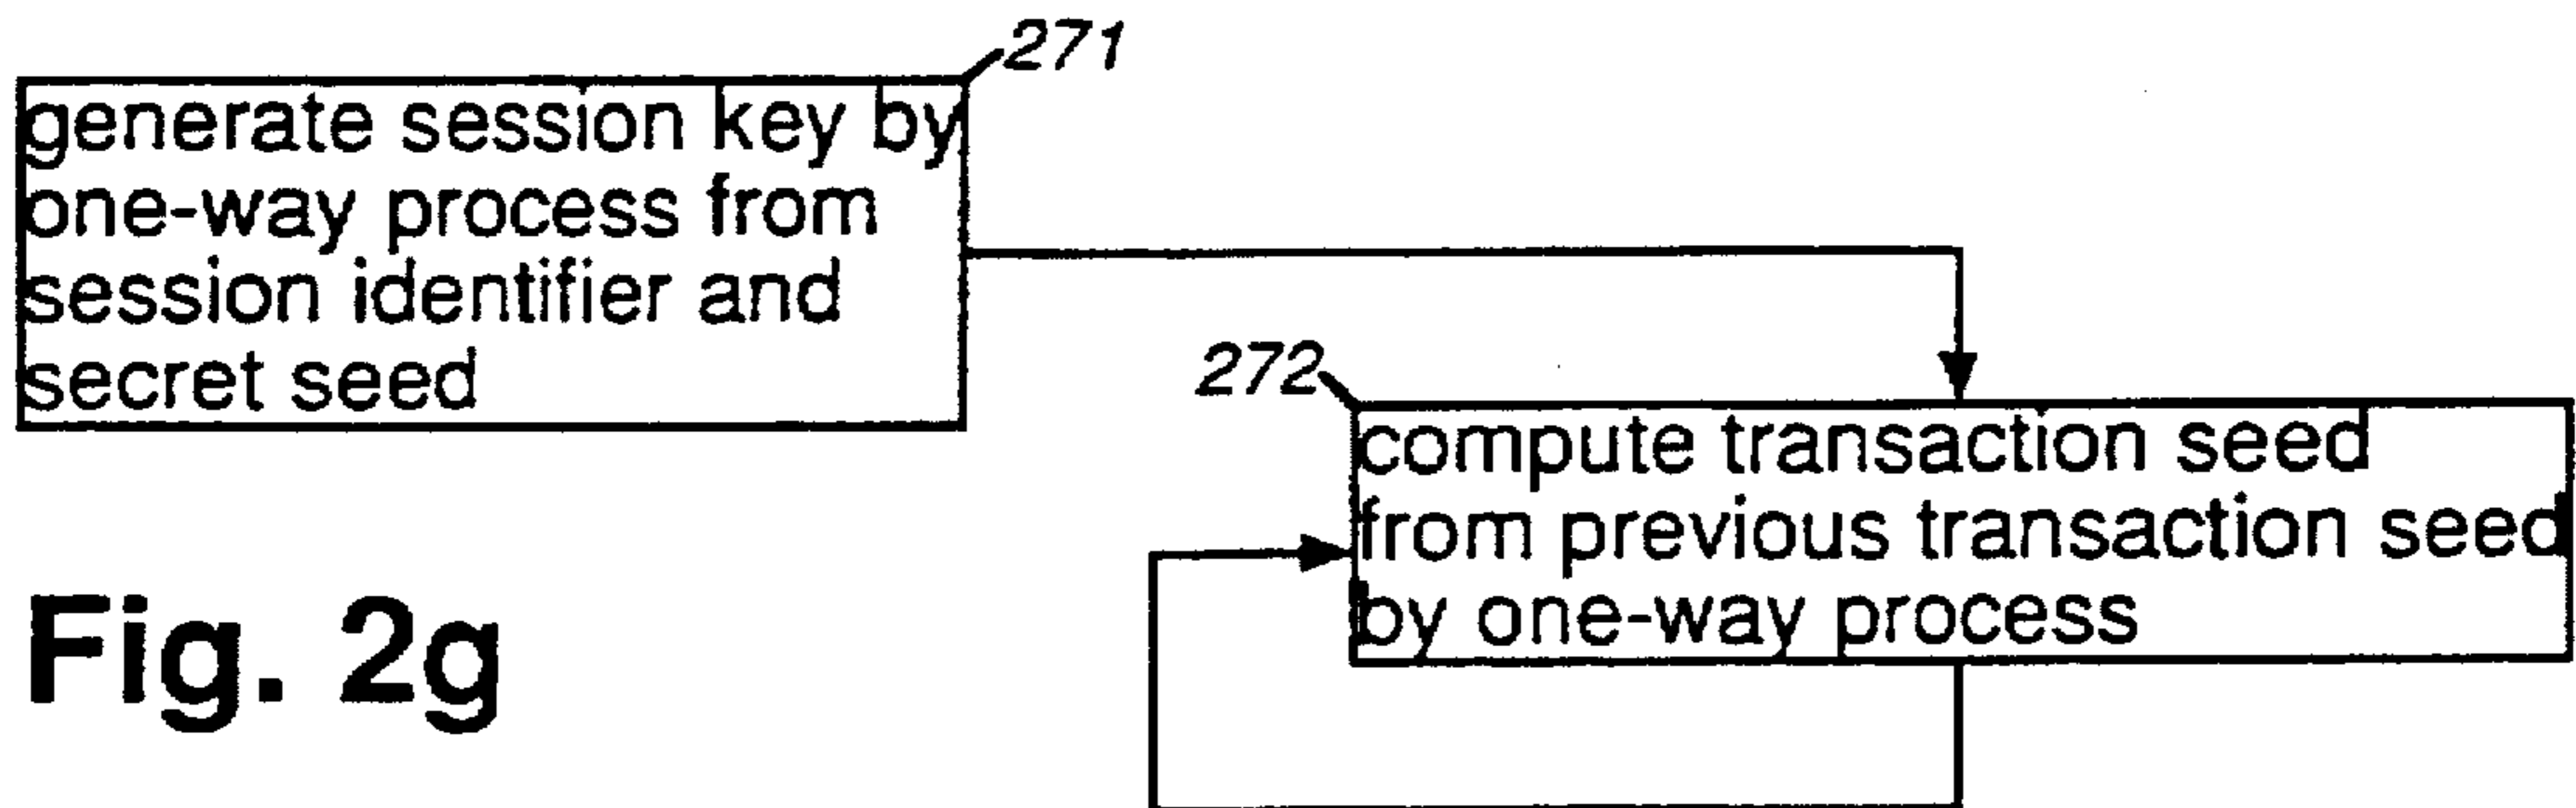 271
generate session key by
one-way process from
session identifier and
secret seed
272
compute transaction seed
from previous transaction seed
by one-way process
Fig. 2g